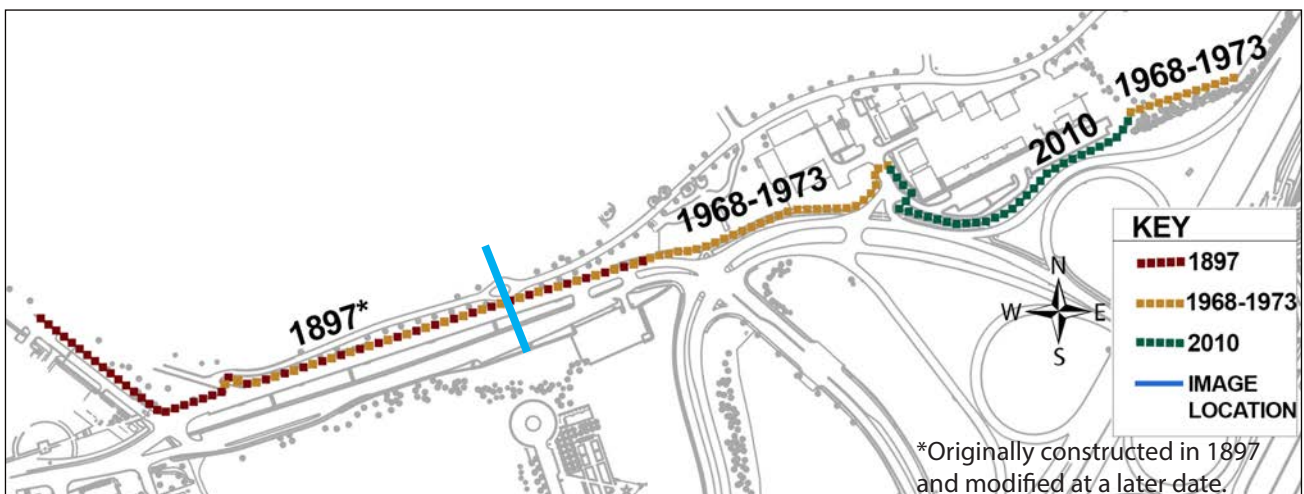 1968-1973
2010
1968-1973
1897*
KEY
1897
1968-1973
2010
IMAGE
LOCATION
N
W
E
S
*Originally constructed in 1897
and modified at a later date.